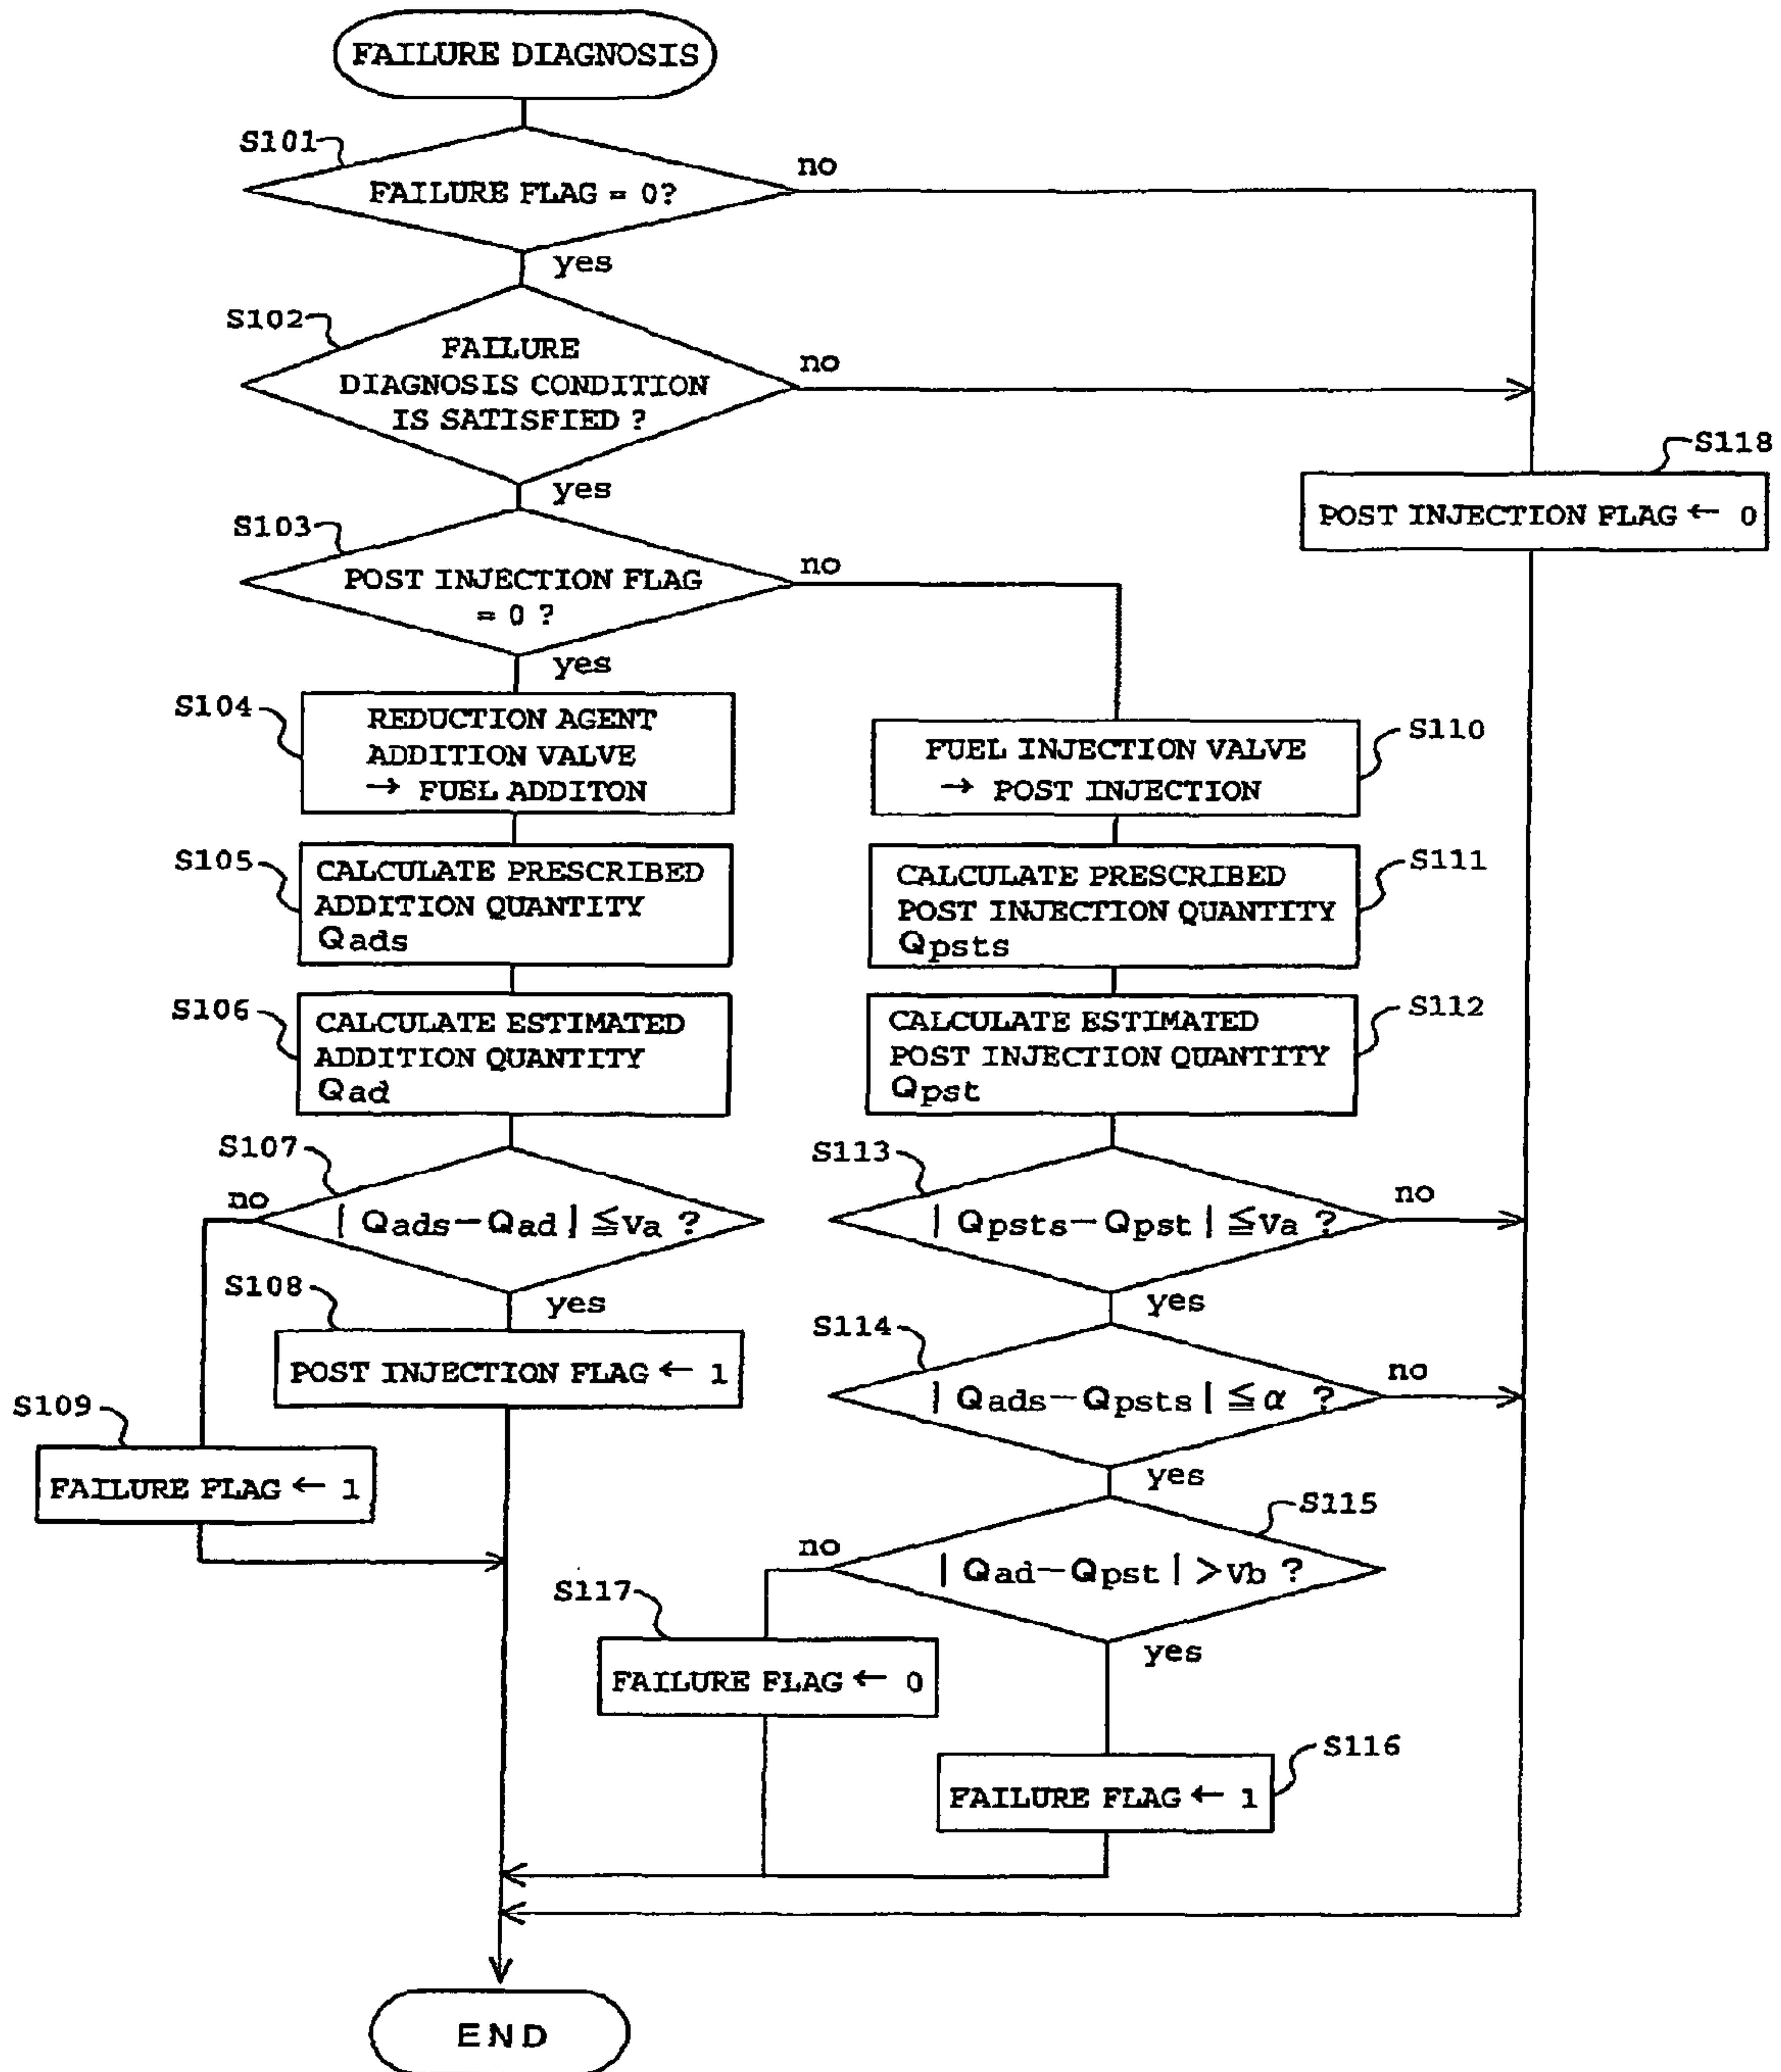 FAILURE DIAGNOSIS
S101
FAILURE FLAG = 0?
no
yes
S102
FAILURE
DIAGNOSIS CONDITION
IS SATISFIED ?
no
yes
S118
POST INJECTION FLAG ← 0
S103
POST INJECTION FLAG
= 0 ?
no
yes
S104
REDUCTION AGENT
ADDITION VALVE
→ FUEL ADDITON
S110
FUEL INJECTION VALVE
→ POST INJECTION
S105
CALCULATE PRESCRIBED
ADDITION QUANTITY
Qads
S111
CALCULATE PRESCRIBED
POST INJECTION QUANTITY
Qpsts
S106
CALCULATE ESTIMATED
ADDITION QUANTITY
Qad
S112
CALCULATE ESTIMATED
POST INJECTION QUANTITY
Qpst
S107
no
| Qads−Qad | ≦Va ?
yes
S113
| Qpsts−Qpst | ≦Va ?
no
yes
S108
POST INJECTION FLAG ← 1
S114
| Qads−Qpsts | ≦α ?
no
yes
S109
FAILURE FLAG ← 1
S115
no
| Qad−Qpst | >Vb ?
yes
S117
FAILURE FLAG ← 0
S116
FAILURE FLAG ← 1
END